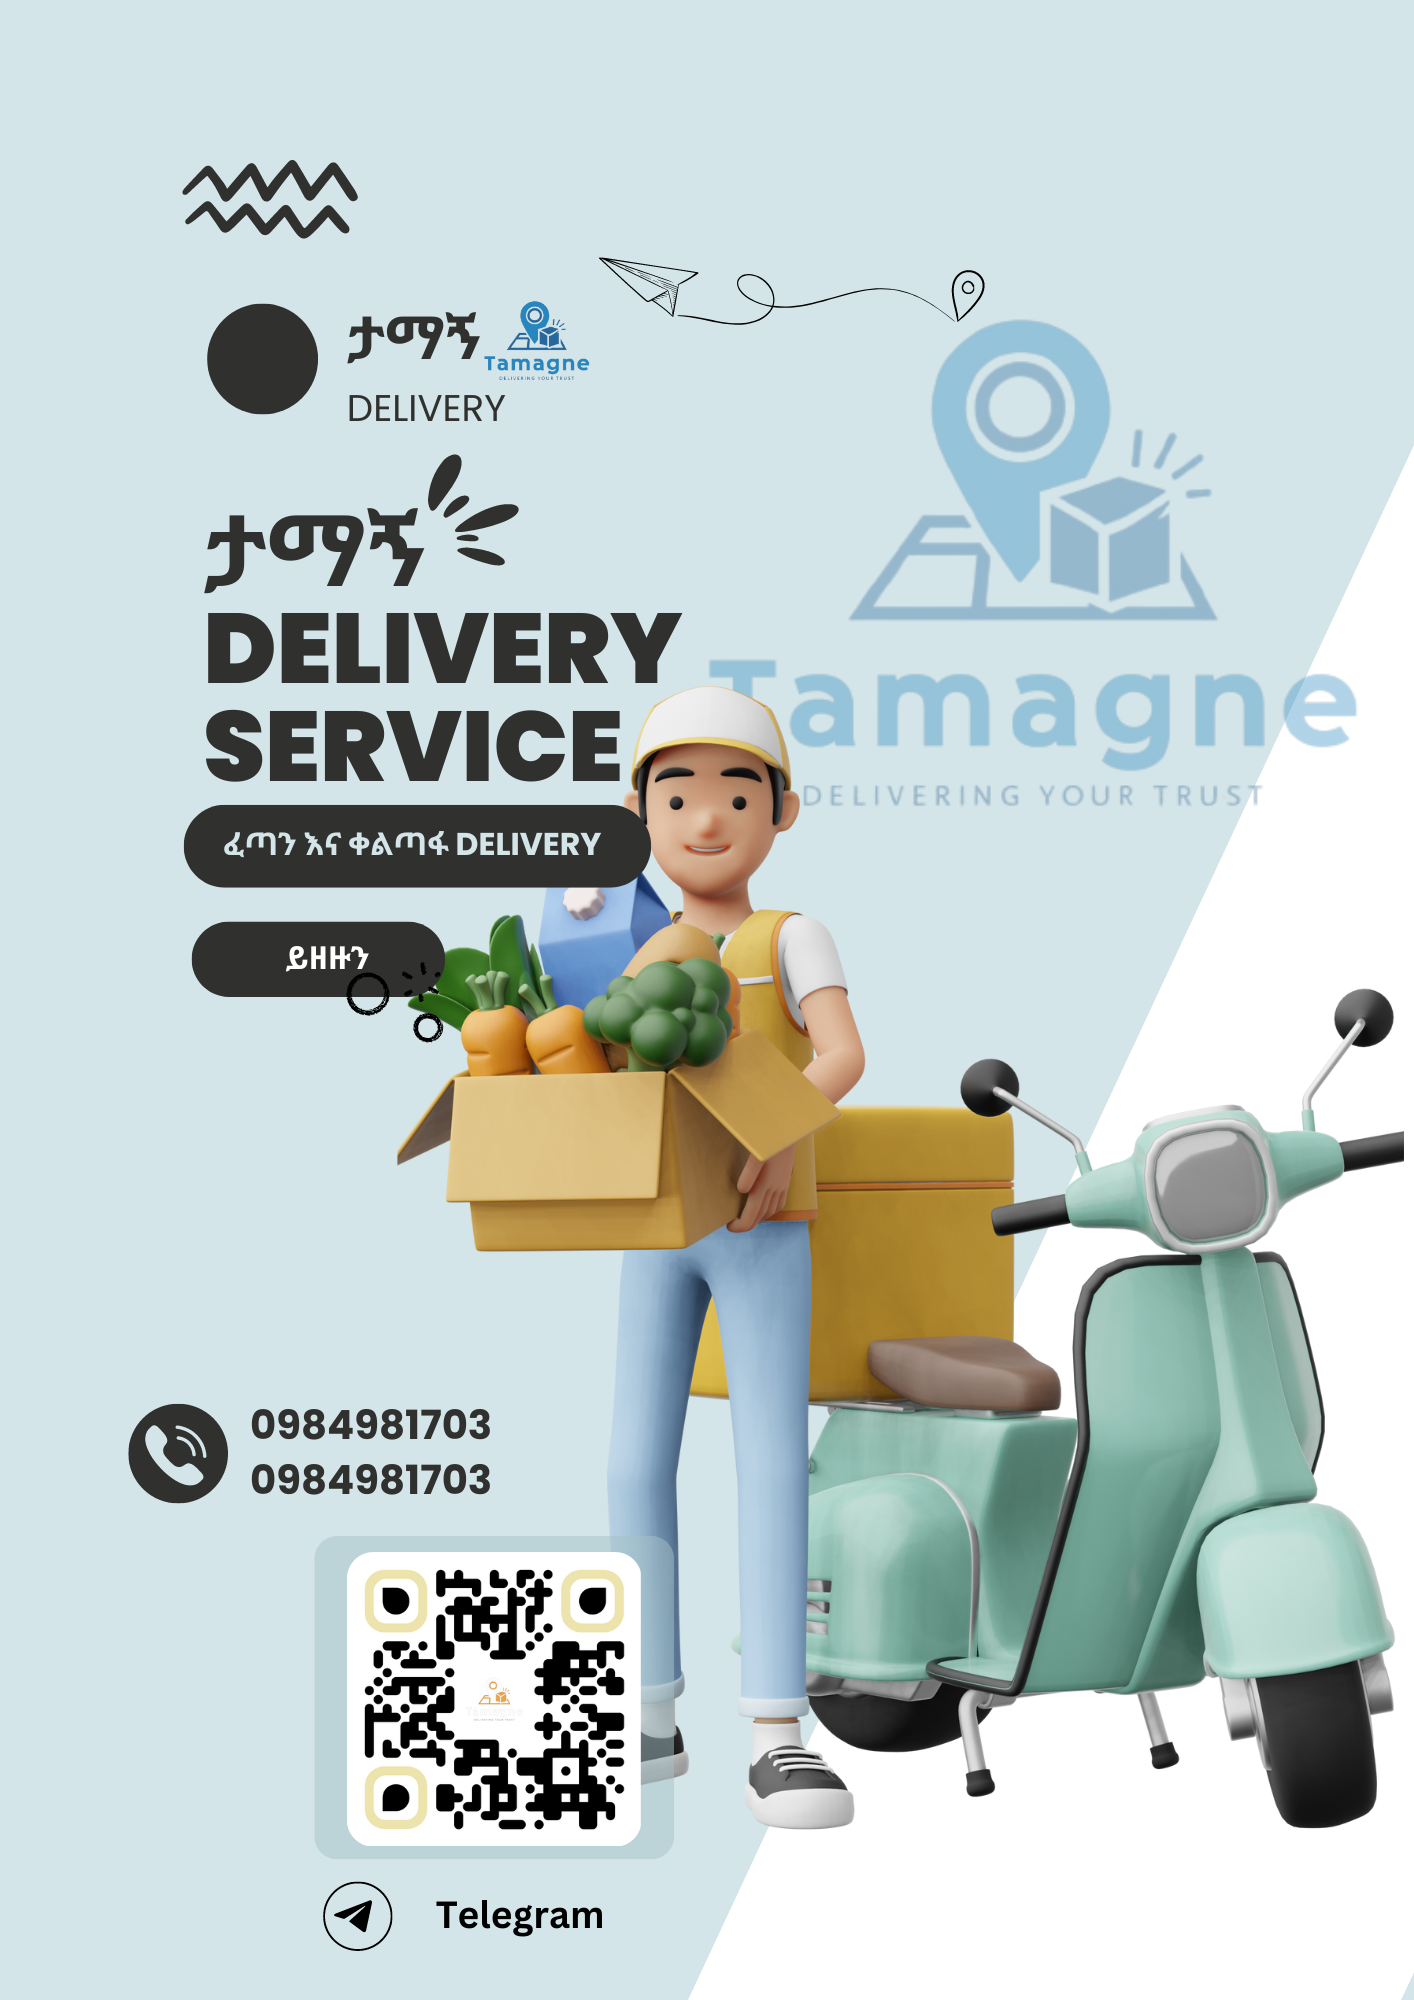 ታማኝ
Tamagne
DELIVERING YOUR TRUST
DELIVERY
ታማኝ
DELIVERY
SERVICE
Tamagne
DELIVERING YOUR TRUST
ፈጣን እና ቀልጣፋ DELIVERY
ይዘዙን
0984981703
0984981703
Tamagne
Telegram